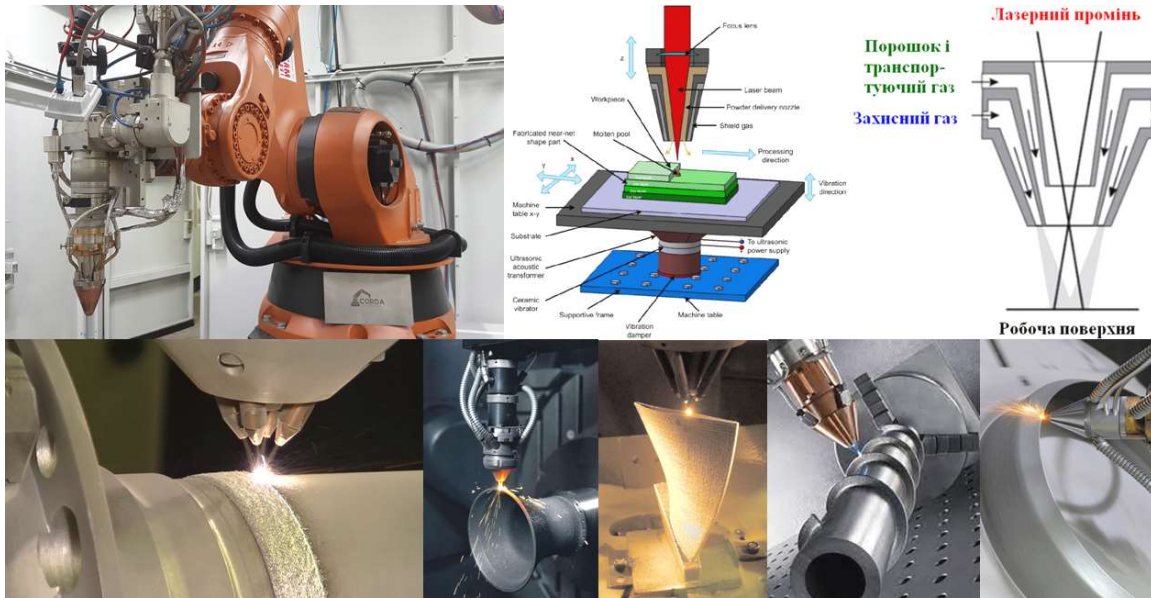 CORDA
Focus lens
z
Laser beam
Workpiece
Powder delivery nozzle
Molten pool
Shield gas
Fabricated near-net
shape part
Processing
direction
x
Y
Vibration
direction
Machine
table x-y
Substrate
To ultrasonic
power supply
Ultrasonic
acoustic
transformer
Ceramic
vibrator
Supportive frame
Machine table
Vibration
damper
Лазерний промінь
Порошок і
транспор-
туючий газ
Захисний газ
Робоча поверхня